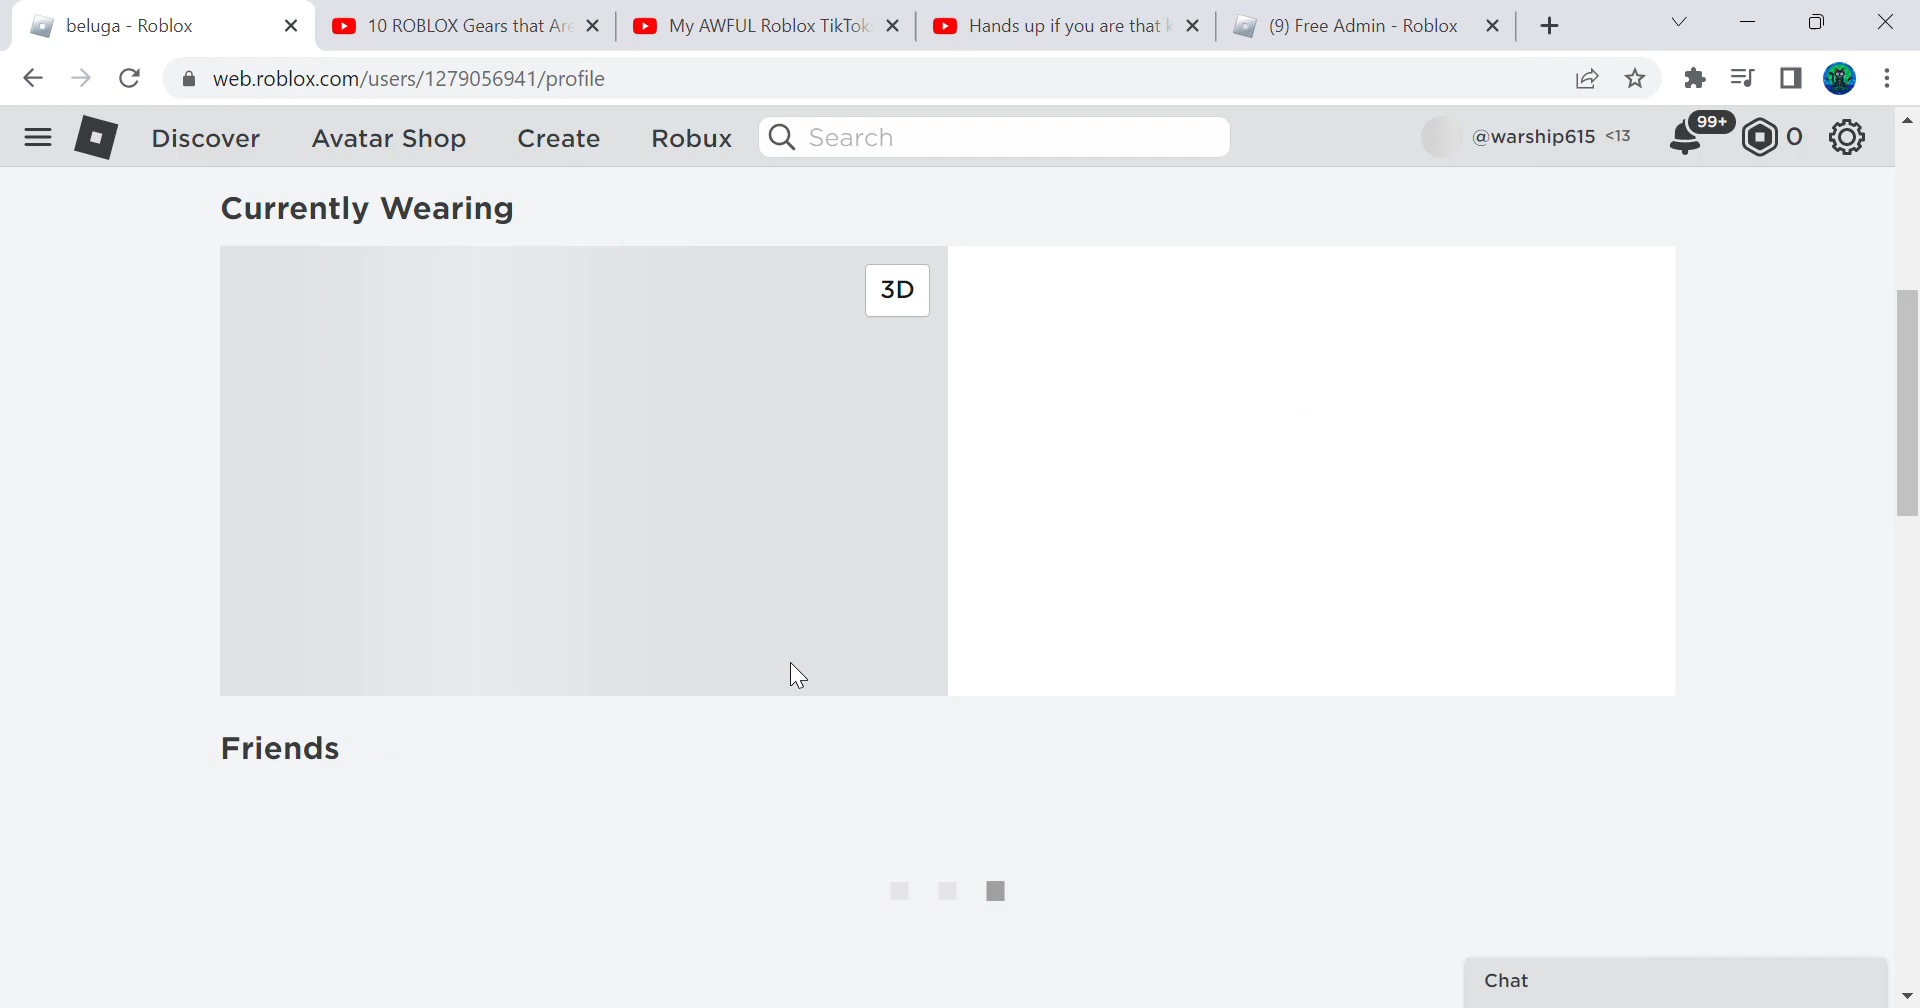 beluga - Roblox
10 ROBLOX Gears that Are
My AWFUL Roblox TikTok
Hands up if you are that k
(9) Free Admin - Roblox
web.roblox.com/users/1279056941/profile
Discover
Avatar Shop
Create
Robux
Search
@warship615 <13
99+
0
Currently Wearing
3D
Friends
Chat